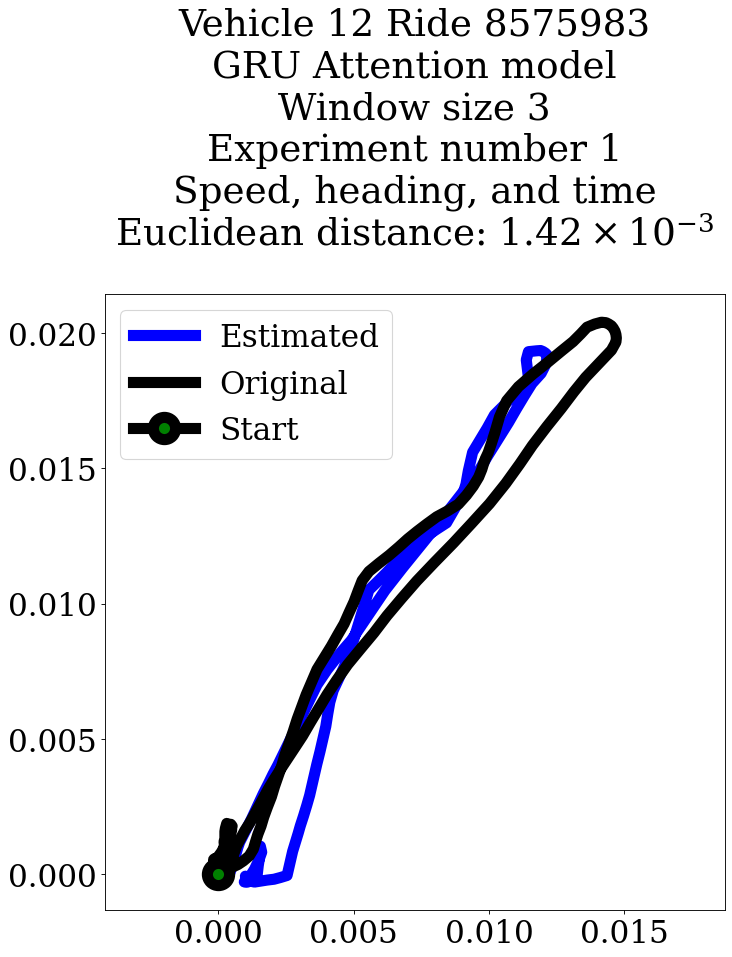 Vehicle 12 Ride 8575983
GRU Attention model
Window size 3
Experiment number 1
Speed, heading, and time
Euclidean distance: 1.42 × 10⁻³
Estimated
Original
Start
0.020
0.015
0.010
0.005
0.000
0.000 0.005 0.010 0.015